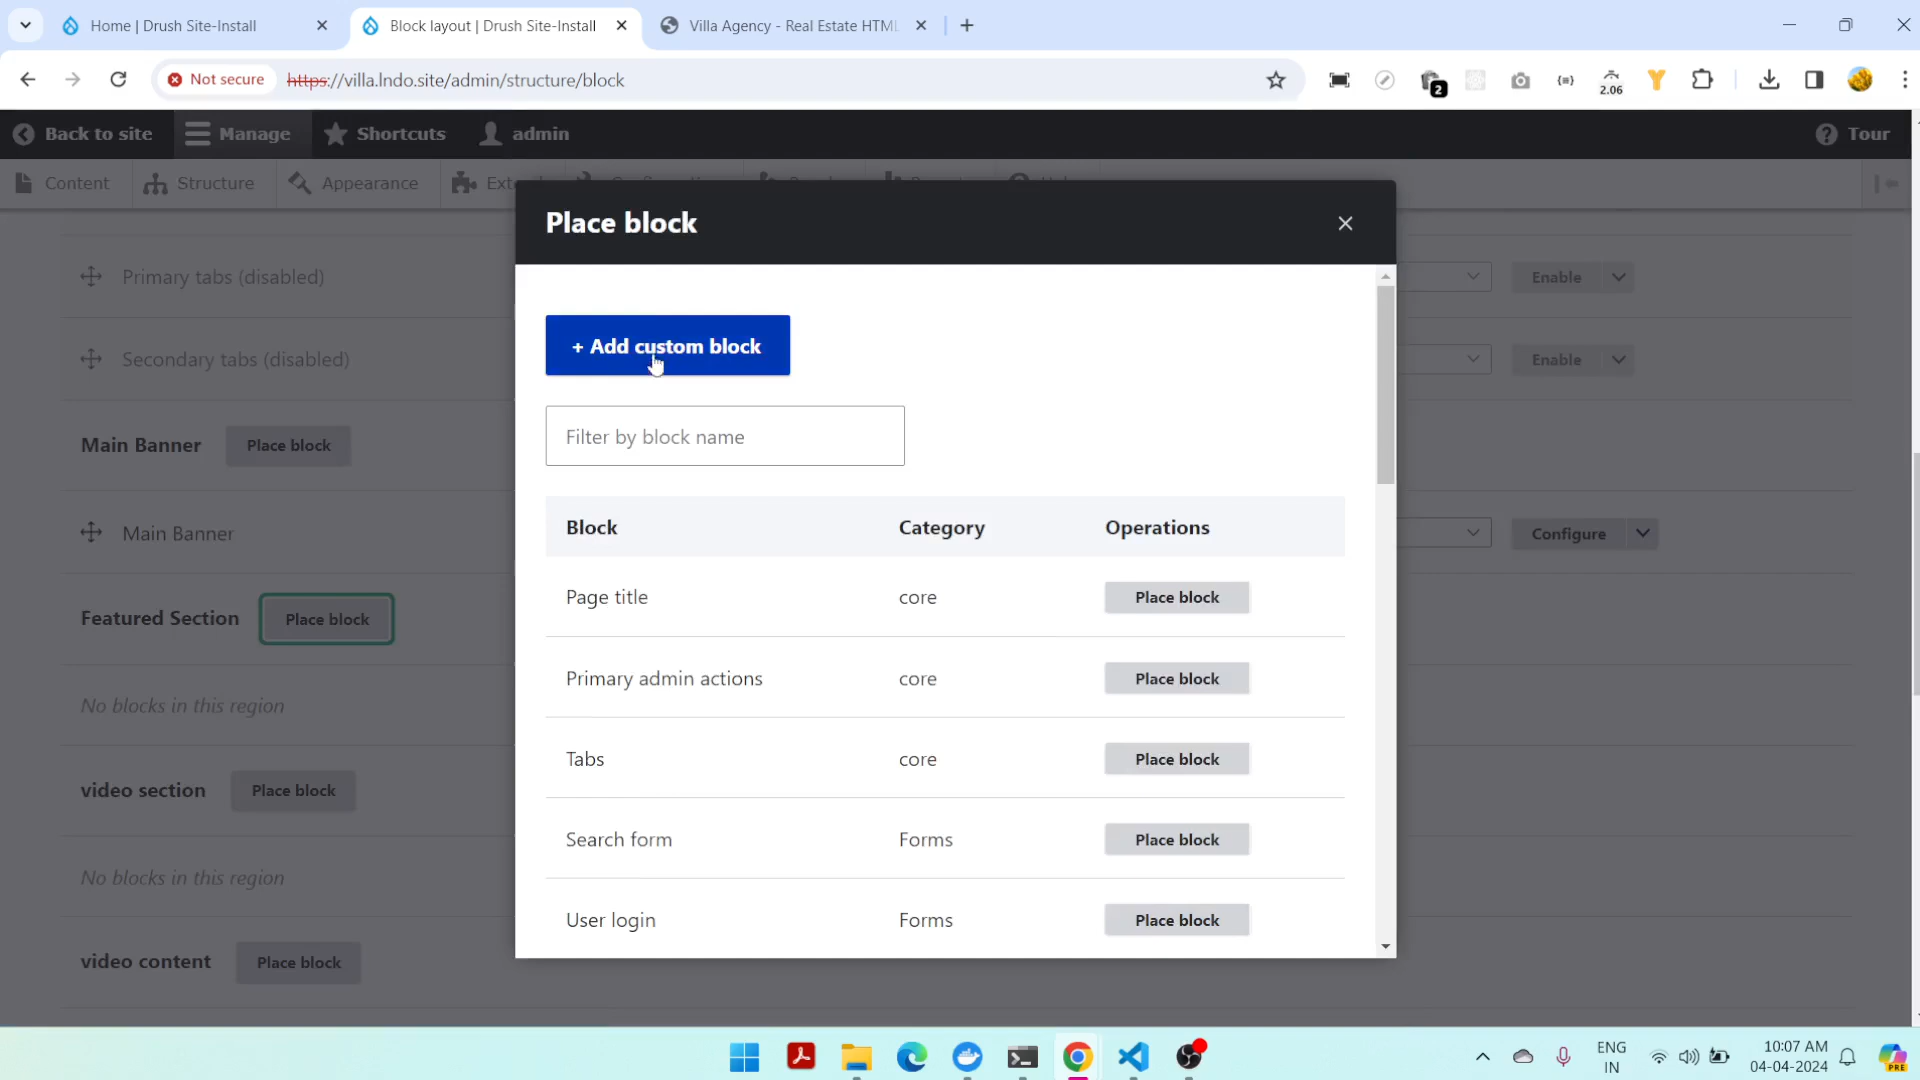 Home | Drush Site-Install
Block layout | Drush Site-Install
Villa Agency - Real Estate HTML
Not secure
https://villa.lndo.site/admin/structure/block
2
2.06
Back to site
Manage
Shortcuts
admin
Tour
Content
Structure
Appearance
Place block
Primary tabs (disabled)
Enable
+ Add custom block
Secondary tabs (disabled)
Enable
Filter by block name
Main Banner
Place block
Block
Category
Operations
Main Banner
Configure
Page title
core
Place block
Featured Section
Place block
Primary admin actions
core
Place block
No blocks in this region
Tabs
core
Place block
video section
Place block
Search form
Forms
Place block
No blocks in this region
User login
Forms
Place block
video content
Place block
ENG
IN
10:07 AM
04-04-2024
PRE